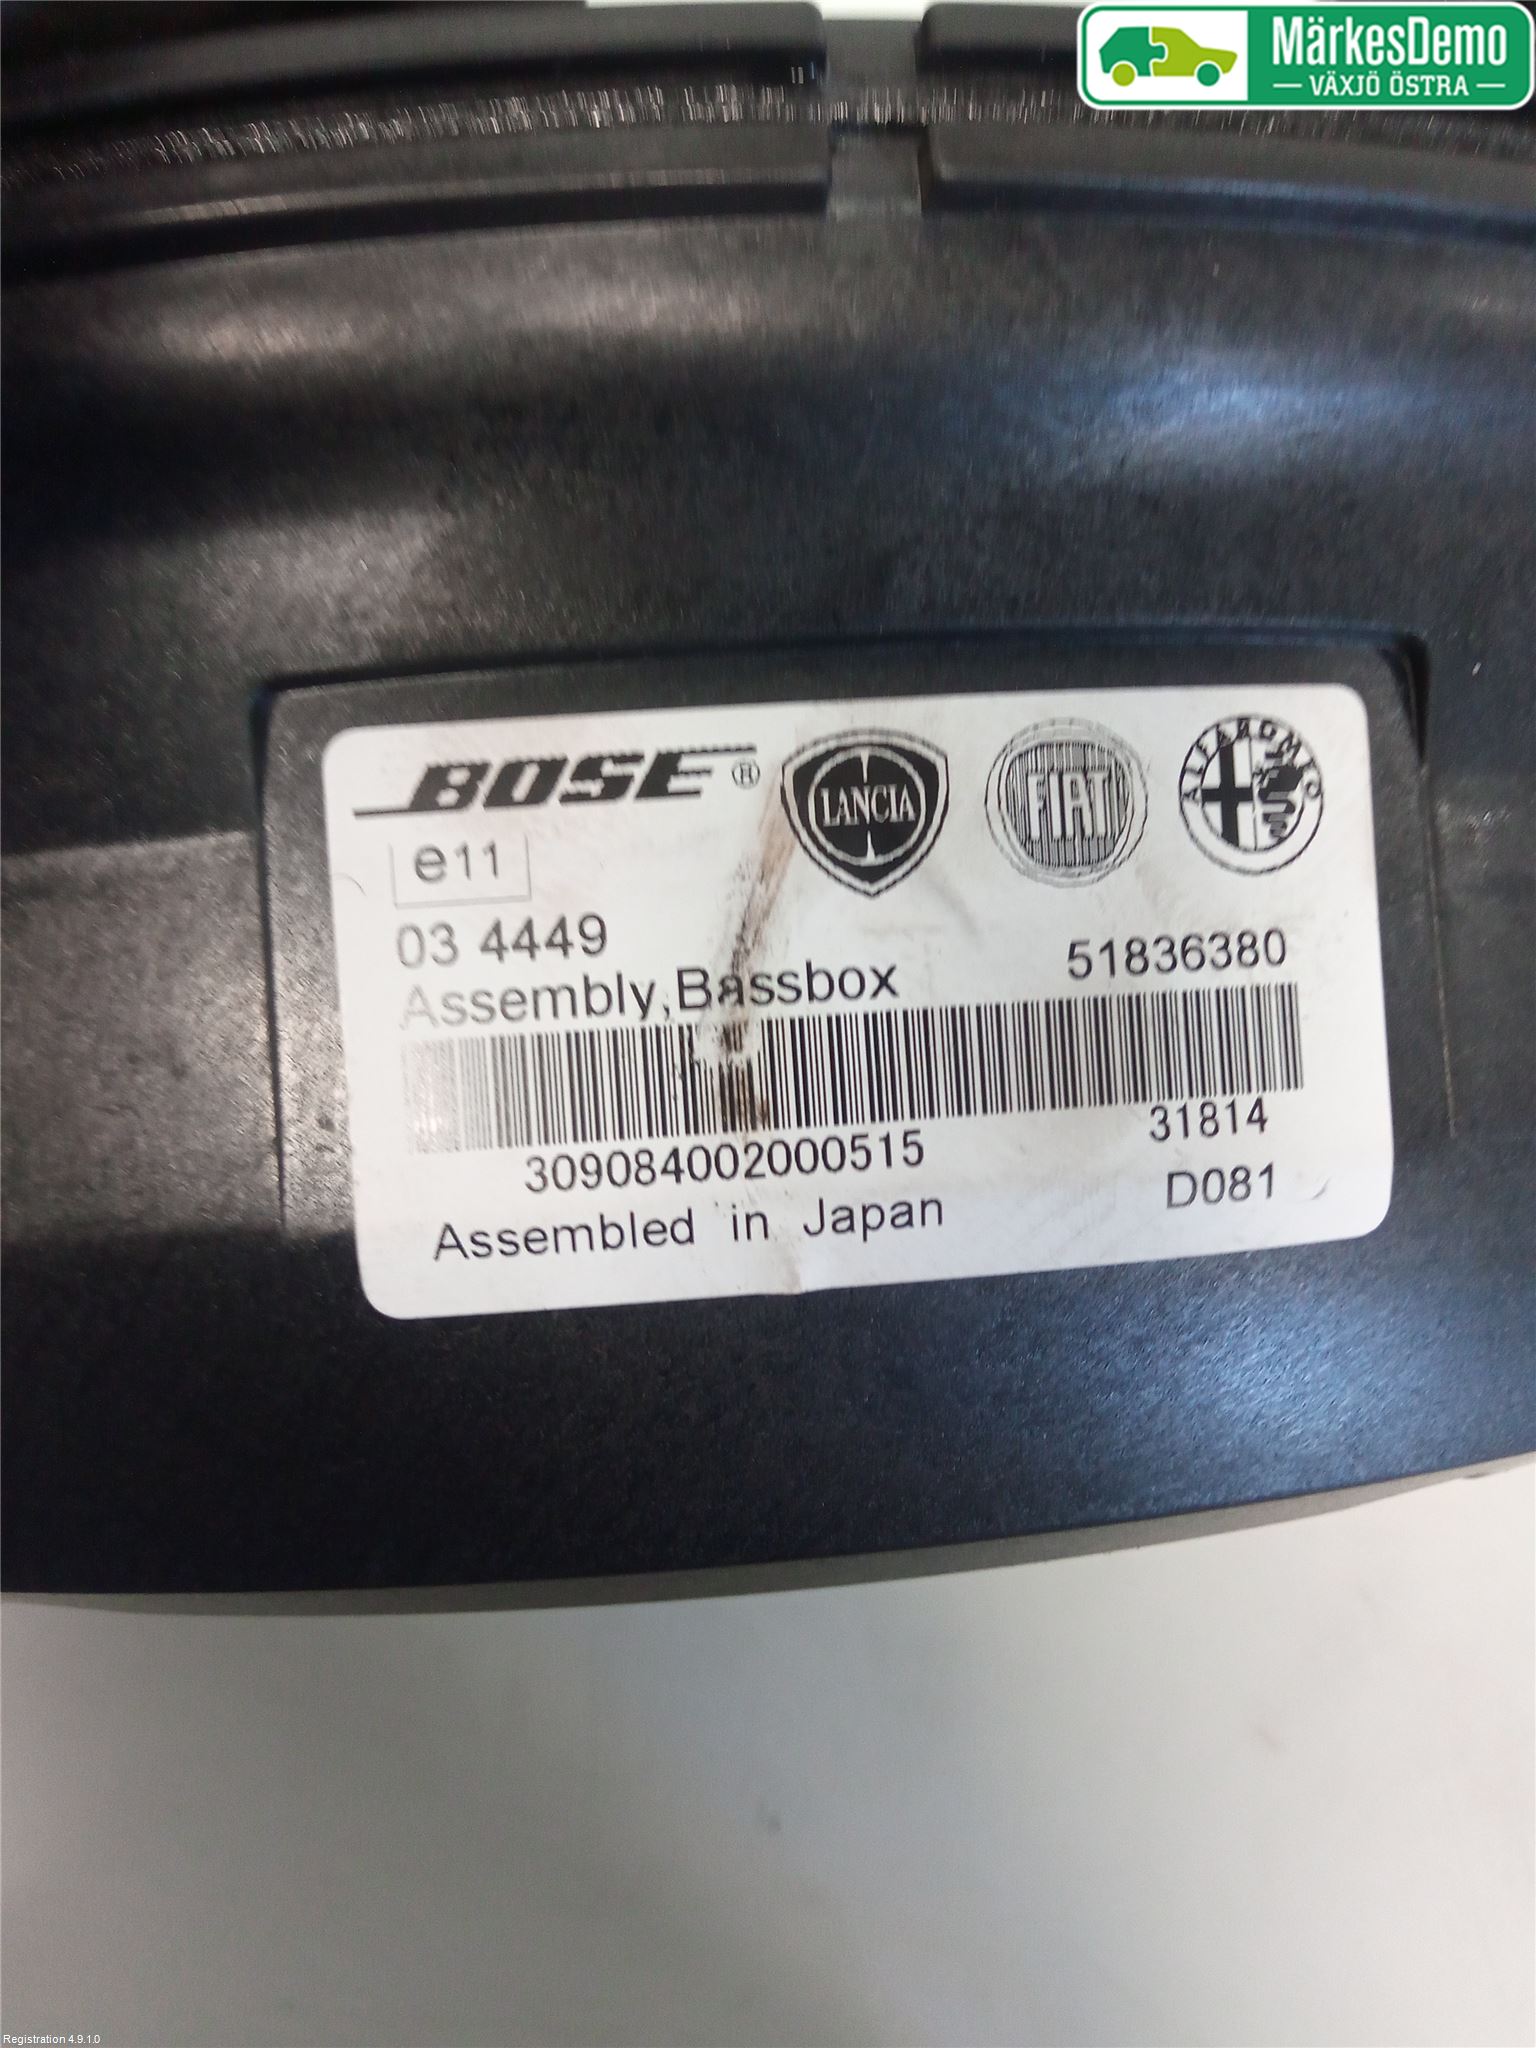 MärkesDemo
VÄXJÖ ÖSTRA
BOSE®
LANCIA
FIAT
ALFA ROMEO
e11
03 4449
Assembly,Bassbox
51836380
309084002000515
31814
Assembled in Japan
D081
Registration 4.9.1.0